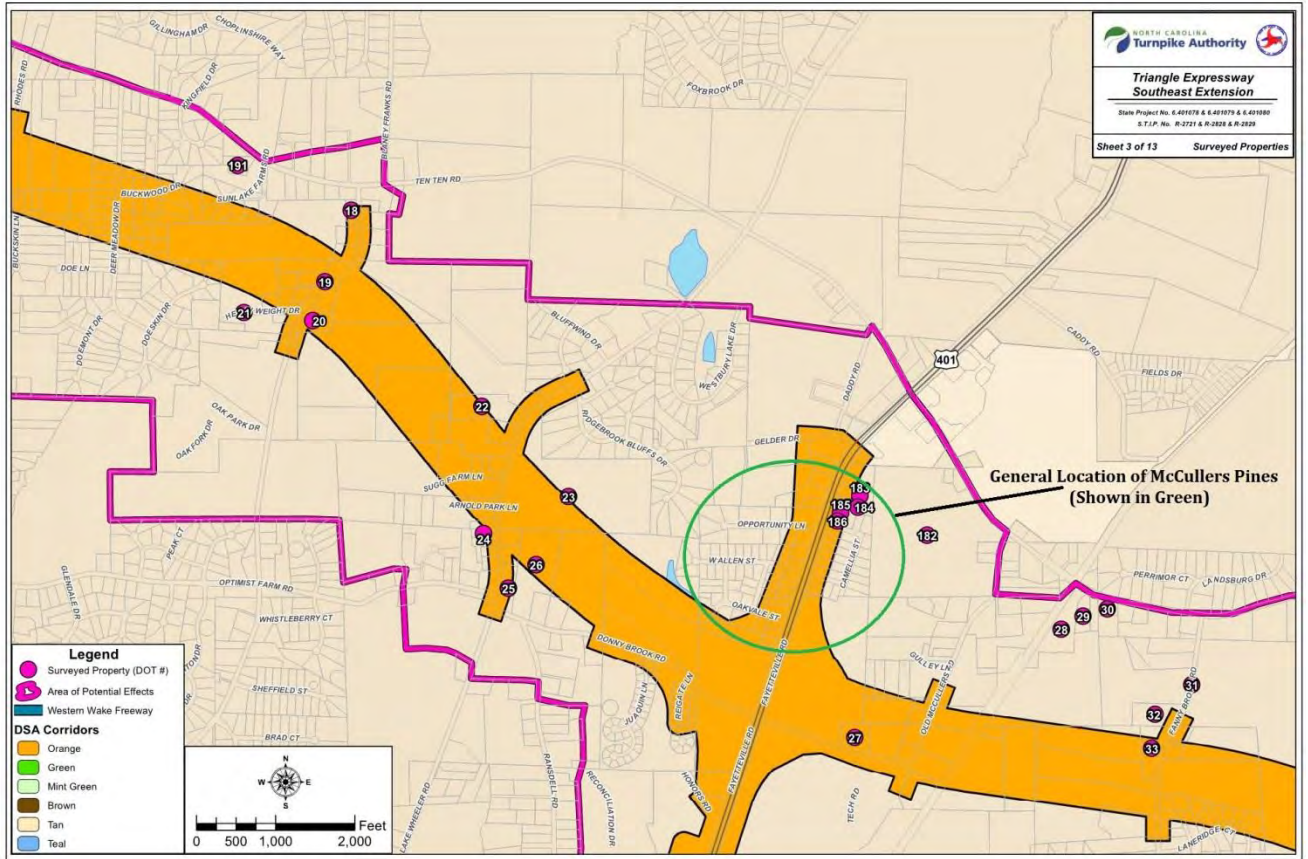 NORTH CAROLINA
Turnpike Authority
Triangle Expressway
Southeast Extension
State Project No. 6.401078 & 6.401079 & 6.401080
S.T.I.P. No. R-2721 & R-2828 & R-2829
Sheet 3 of 13 Surveyed Properties
GILLINGHAM DR
CHOPLINSHIRE WAY
RHODES RD
KINGFIELD DR
BLANEY FRANKS RD
FOXBROOK DR
191
TEN TEN RD
BUCKWOOD DR
SUNLAKE FARMS RD
18
BUCKSKIN LN
DEER MEADOW DR
DOE LN
19
21
WEIGHT DR
20
DOEMONT DR
DOESKIN DR
BLUFFWIND DR
WESTBURY LAKE DR
DADDY RD
401
CADDY RD
FIELDS DR
OAK PARK DR
OAK FORK DR
22
RIDGEBROOK BLUFFS DR
GELDER DR
General Location of McCullers Pines
(Shown in Green)
SUGG FARM LN
23
183
184
185
186
ARNOLD PARK LN
OPPORTUNITY LN
182
24
PEAK CT
26
WALLEN ST
CAMELLIA ST
PERRIMOR CT
LANDSBURG DR
GLENDALE DR
OPTIMIST FARM RD
25
OAKVALE ST
30
29
28
WHISTLEBERRY CT
DONNY BROOK RD
FAYETTEVILLE RD
GULLEY LN
OLD MCCULLERS RD
31
SHEFFIELD ST
JUAQUIN LN
REIGATE LN
FANNY BROWN RD
32
27
33
BRAD CT
FAYETTEVILLE RD
HONORS RD
TECH RD
LAKE WHEELER RD
RANSDELL RD
RECONCILIATION DR
LANERIDGE CT
Legend
Surveyed Property (DOT #)
Area of Potential Effects
Western Wake Freeway
DSA Corridors
Orange
Green
Mint Green
Brown
Tan
Teal
N
W E
S
Feet
0 500 1,000 2,000